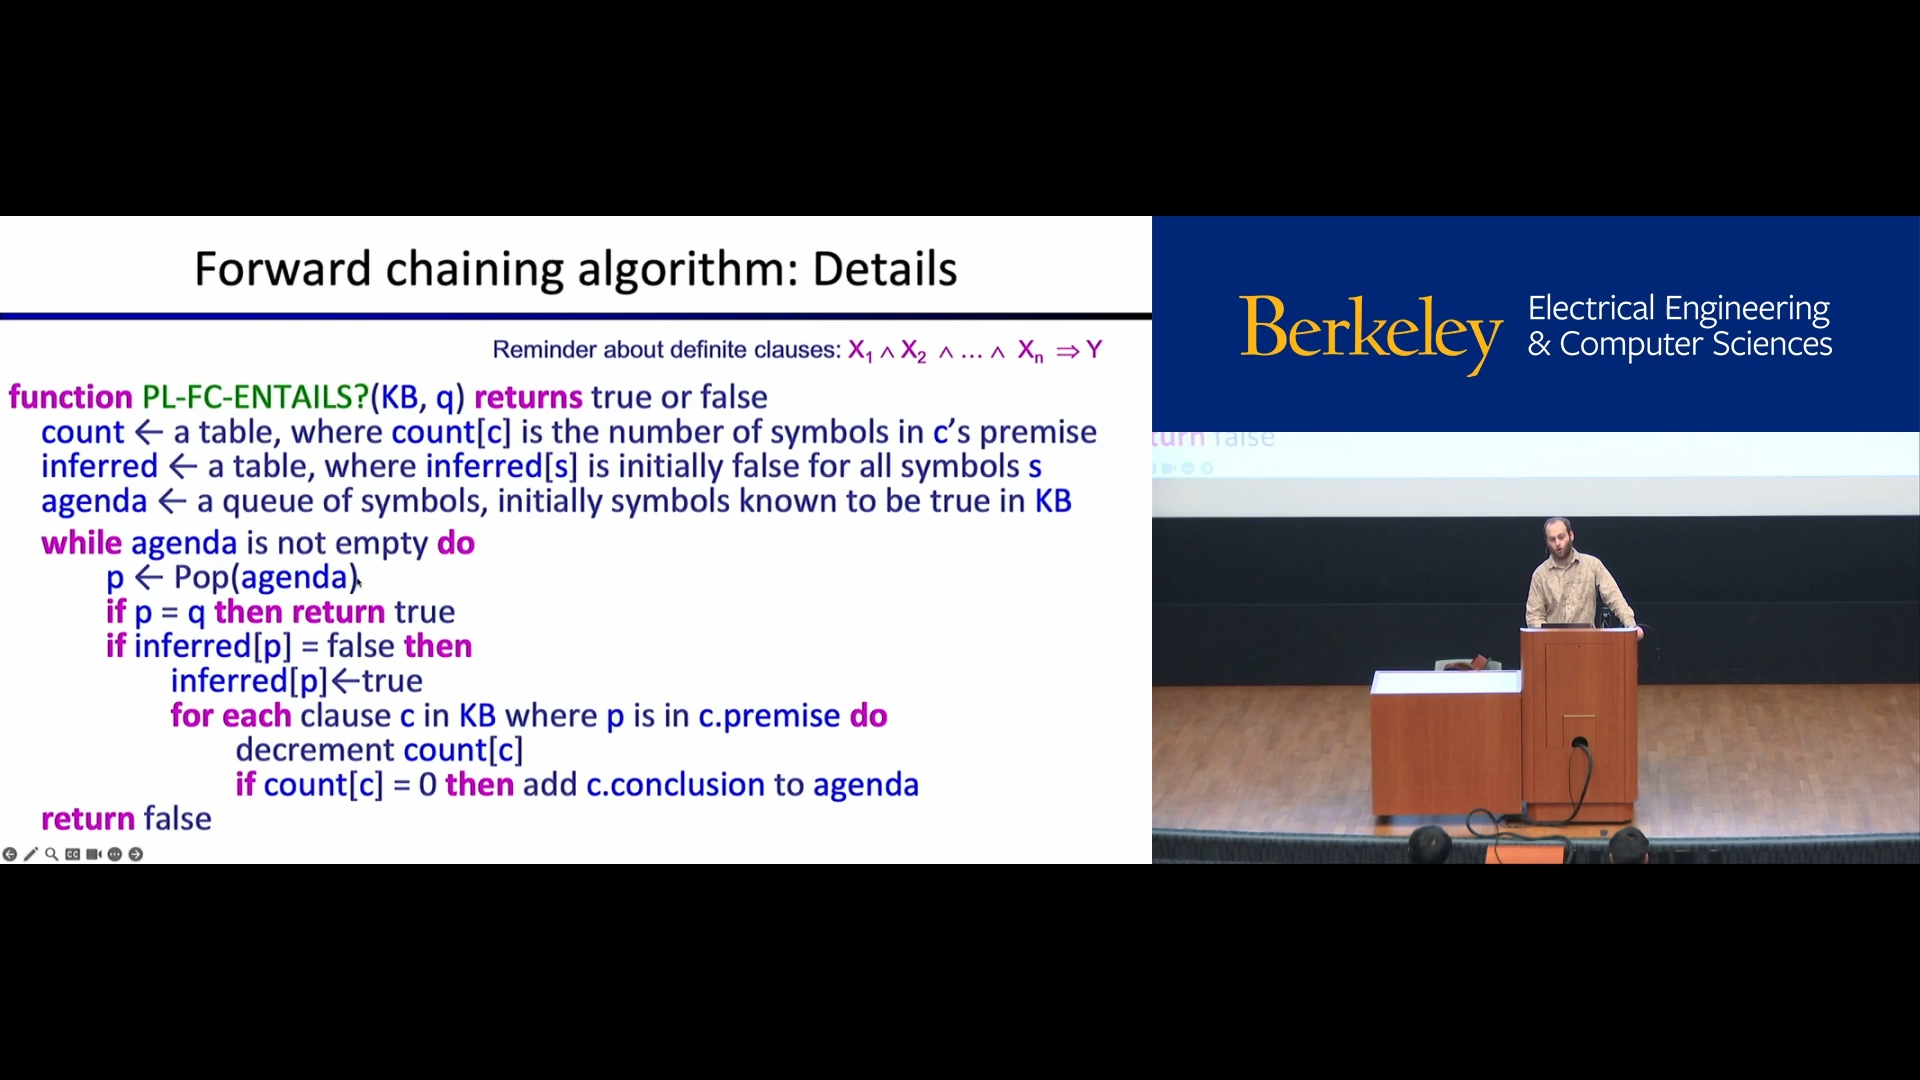 Forward chaining algorithm: Details
Reminder about definite clauses: X₁ ∧ X₂ ∧ … ∧ Xₙ ⇒ Y
function PL-FC-ENTAILS?(KB, q) returns true or false
count ← a table, where count[c] is the number of symbols in c’s premise
inferred ← a table, where inferred[s] is initially false for all symbols s
agenda ← a queue of symbols, initially symbols known to be true in KB
while agenda is not empty do
p ← Pop(agenda)
if p = q then return true
if inferred[p] = false then
inferred[p]←true
for each clause c in KB where p is in c.premise do
decrement count[c]
if count[c] = 0 then add c.conclusion to agenda
return false
Berkeley
Electrical Engineering
& Computer Sciences
turn false